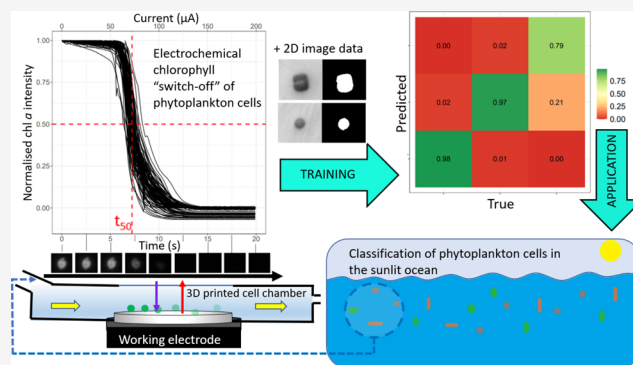 Current (μA)
0 50 100 150 200
Normalised chl a intensity
1.00
0.75
0.50
0.25
0.00
Electrochemical
chlorophyll
"switch-off" of
phytoplankton cells
t50
0 5 10 15 20
Time (s)
3D printed cell chamber
Working electrode
+ 2D image data
TRAINING
Predicted
0.00 0.02 0.79
0.02 0.97 0.21
0.98 0.01 0.00
True
0.75
0.50
0.25
0.00
APPLICATION
Classification of phytoplankton cells in
the sunlit ocean